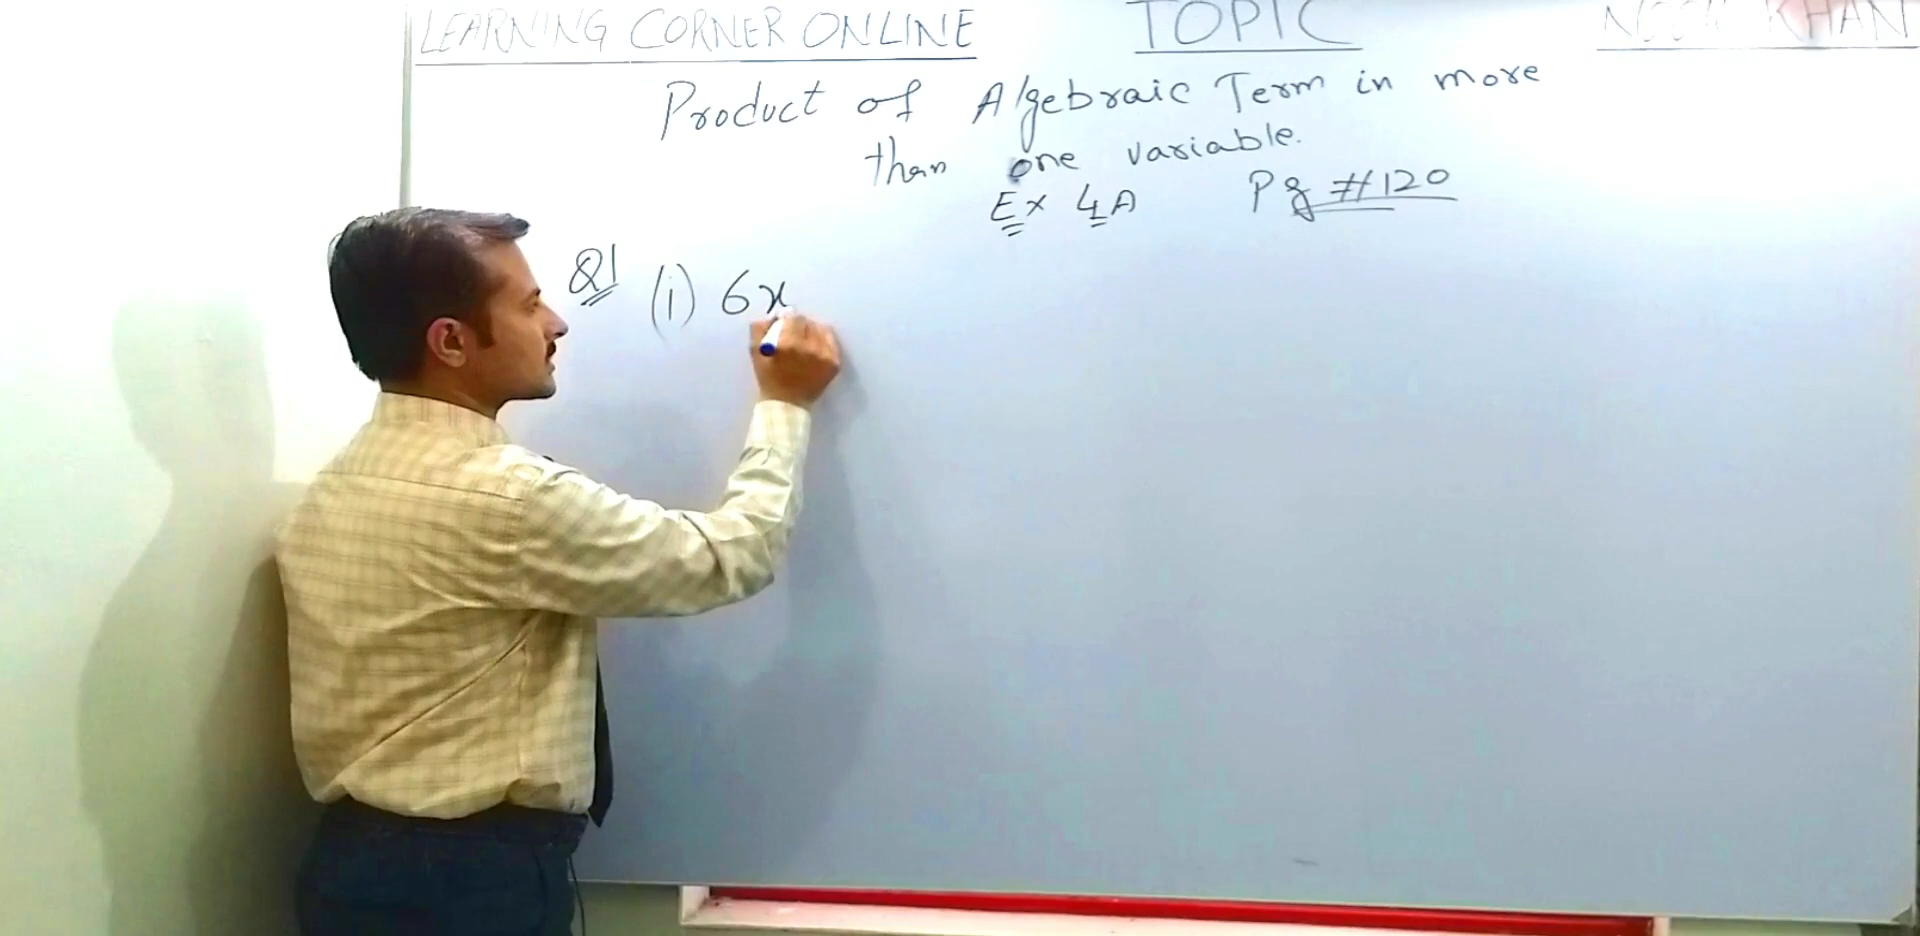 LEARNING CORNER ONLINE TOPIC KHAN
Product of Algebraic Term in more
than one variable.
Ex 4A Pg #120
Q1 (i) 6x